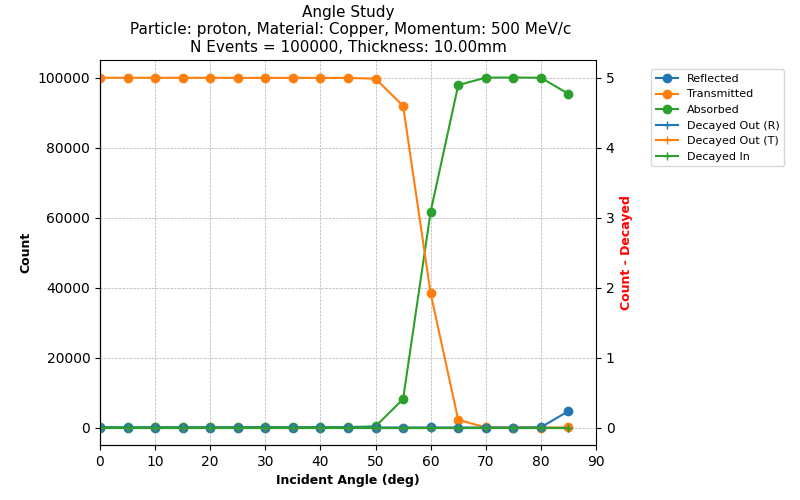 Angle Study
Particle: proton, Material: Copper, Momentum: 500 MeV/c
N Events = 100000, Thickness: 10.00mm
100000
80000
60000
40000
20000
0
Count
5
4
3
2
1
0
Count - Decayed
0 10 20 30 40 50 60 70 80 90
Incident Angle (deg)
Reflected
Transmitted
Absorbed
Decayed Out (R)
Decayed Out (T)
Decayed In